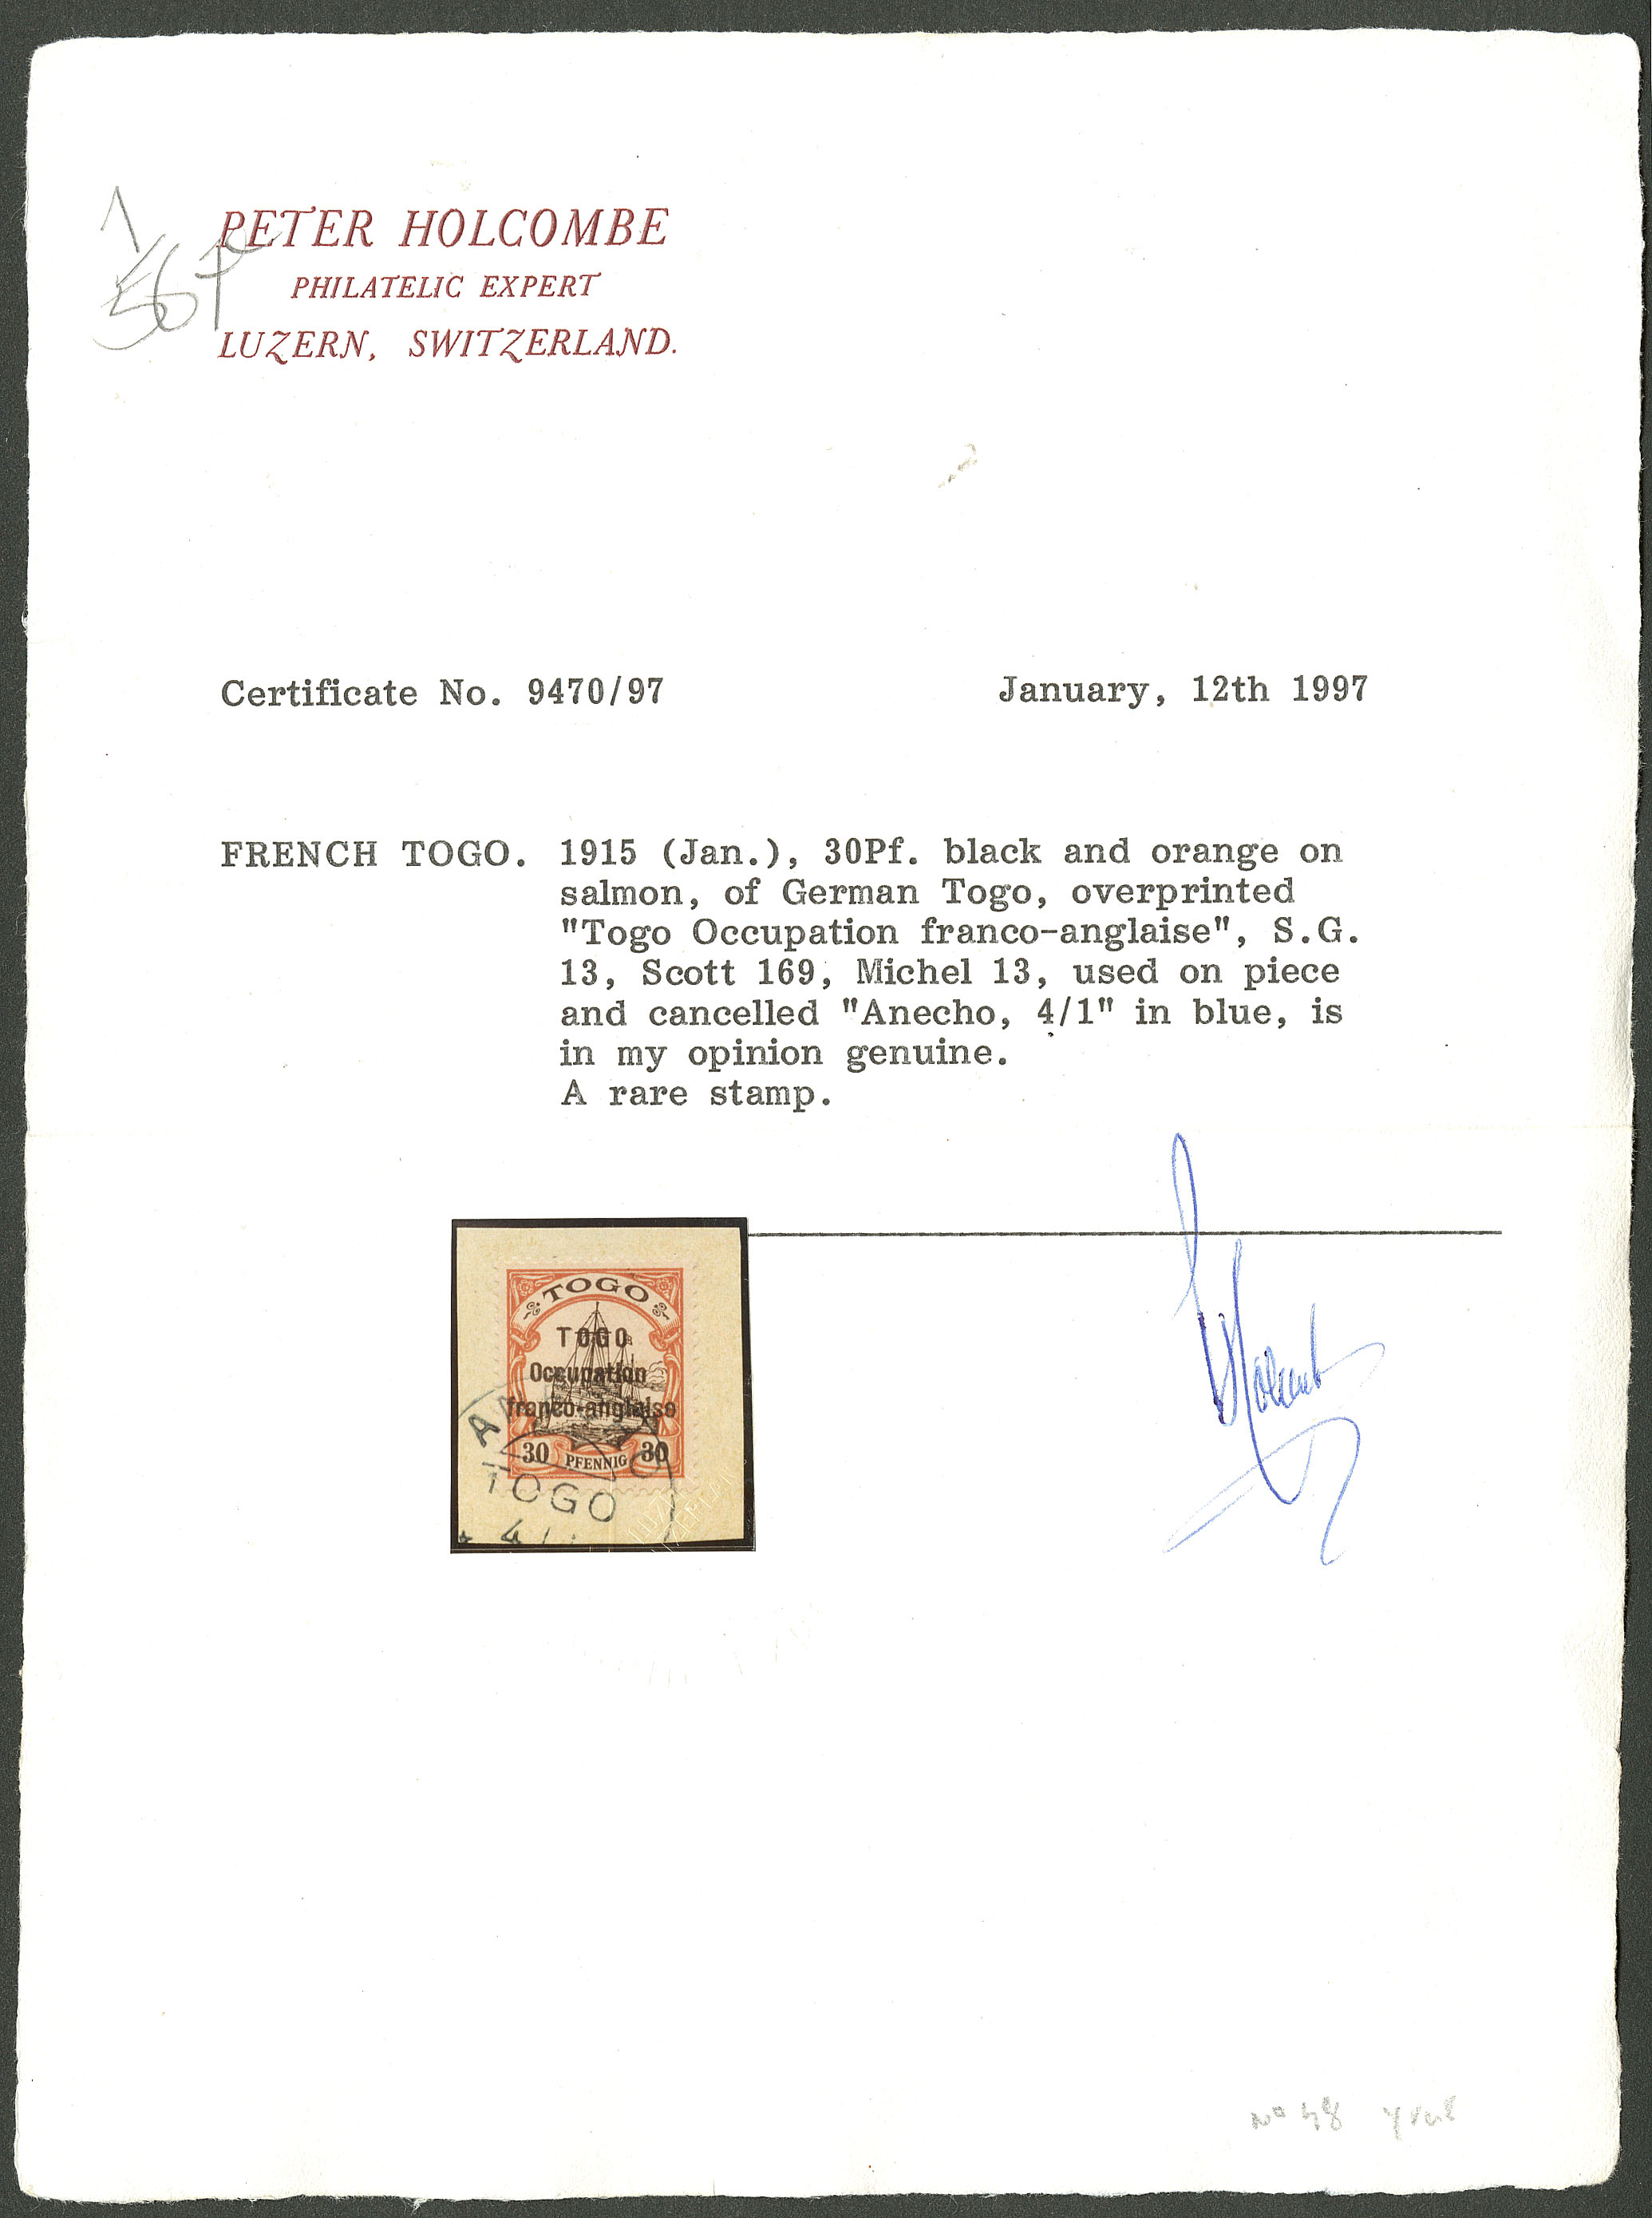 PETER HOLCOMBE
PHILATELIC EXPERT
LUZERN, SWITZERLAND.
Certificate No. 9470/97
January, 12th 1997
FRENCH TOGO. 1915 (Jan.), 30Pf. black and orange on
salmon, of German Togo, overprinted
"Togo Occupation franco-anglaise", S.G.
13, Scott 169, Michel 13, used on piece
and cancelled "Anecho, 4/1" in blue, is
in my opinion genuine.
A rare stamp.
TOGO
TOGO
Occupation
franco-anglaise
30 PFENNIG 30
TOGO